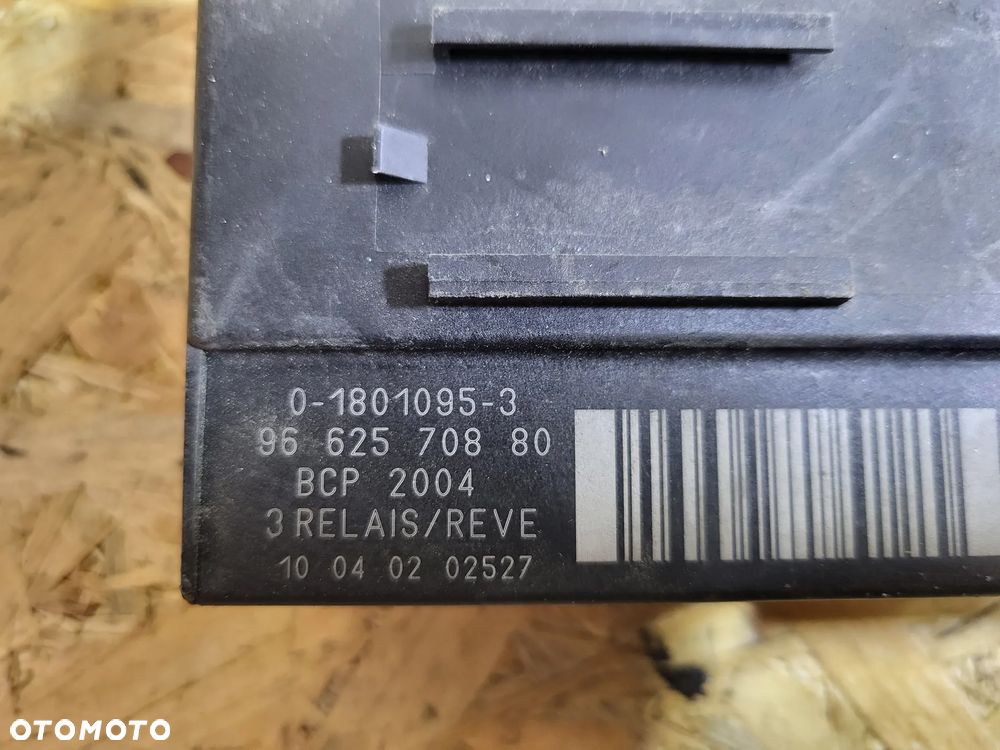 0-1801095-3
96 625 708 80
BCP 2004
3 RELAIS/REVE
10 04 02 02527
OTOMOTO